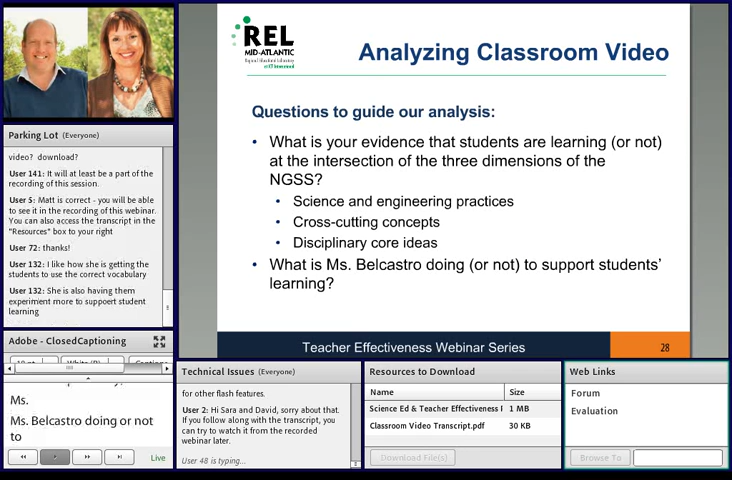 REL
MID-ATLANTIC
Regional Educational Laboratory
Analyzing Classroom Video
Questions to guide our analysis:
• What is your evidence that students are learning (or not)
at the intersection of the three dimensions of the
NGSS?
• Science and engineering practices
• Cross-cutting concepts
• Disciplinary core ideas
• What is Ms. Belcastro doing (or not) to support students'
learning?
Teacher Effectiveness Webinar Series
28
Parking Lot (Everyone)
video? download?
User 141: It will at least be a part of the
recording of this session.
User 5: Matt is correct - you will be able
to see it in the recording of this webinar.
You can also access the transcript in the
"Resources" box to your right
User 72: thanks!
User 132: I like how she is getting the
students to use the correct vocabulary
User 132: She is also having them
experiment more to suppoert student
learning
Adobe - ClosedCaptioning
Ms.
Ms. Belcastro doing or not
to
Live
Technical Issues (Everyone)
for other flash features.
User 2: Hi Sara and David, sorry about that.
If you follow along with the transcript, you
can try to watch it from the recorded
webinar later.
User 48 is typing...
Resources to Download
Name Size
Science Ed & Teacher Effectiveness 1 MB
Classroom Video Transcript.pdf 30 KB
Download File(s)
Web Links
Forum
Evaluation
Browse To